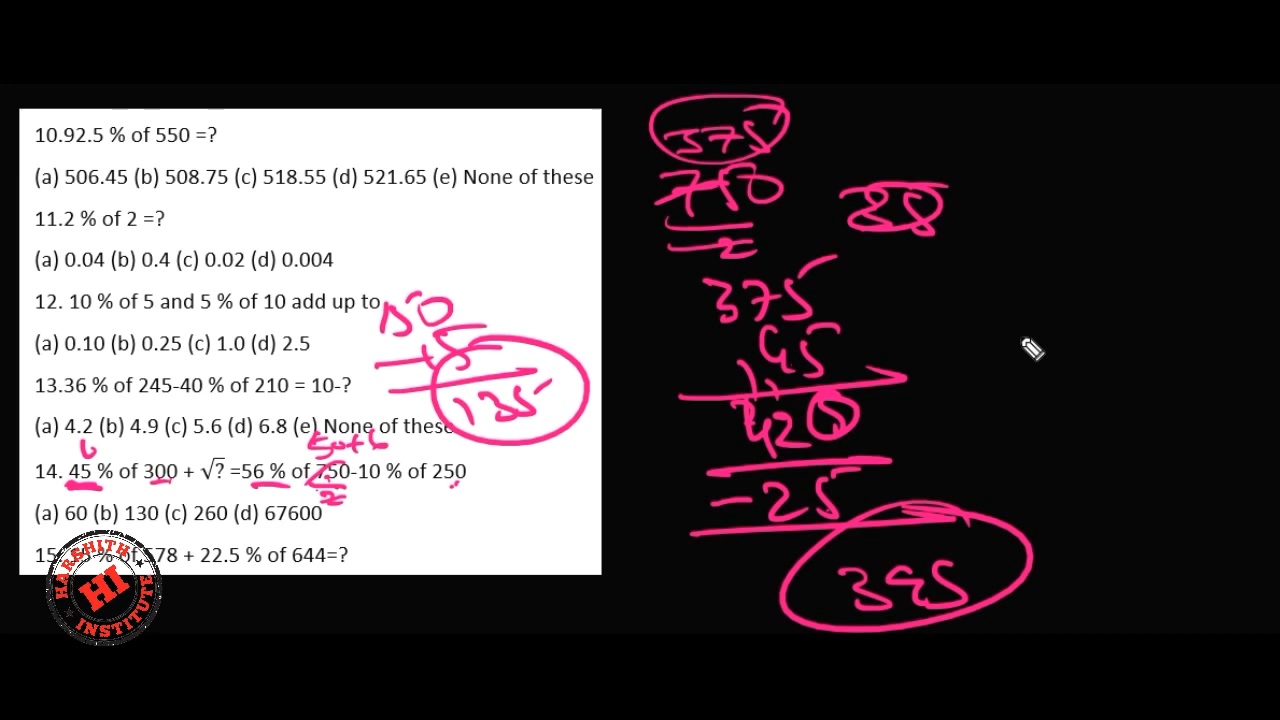 10.92.5 % of 550 =?
(a) 506.45 (b) 508.75 (c) 518.55 (d) 521.65 (e) None of these
11.2 % of 2 =?
(a) 0.04 (b) 0.4 (c) 0.02 (d) 0.004
12. 10 % of 5 and 5 % of 10 add up to
(a) 0.10 (b) 0.25 (c) 1.0 (d) 2.5
13.36 % of 245-40 % of 210 = 10-?
(a) 4.2 (b) 4.9 (c) 5.6 (d) 6.8 (e) None of these
14. 45 % of 300 + √? =56 % of 750-10 % of 250
(a) 60 (b) 130 (c) 260 (d) 67600
578 + 22.5 % of 644=?
150
15
135
50+6
2
375
750
2
375
45
420
-25
395
HARSHITH
HI
INSTITUTE